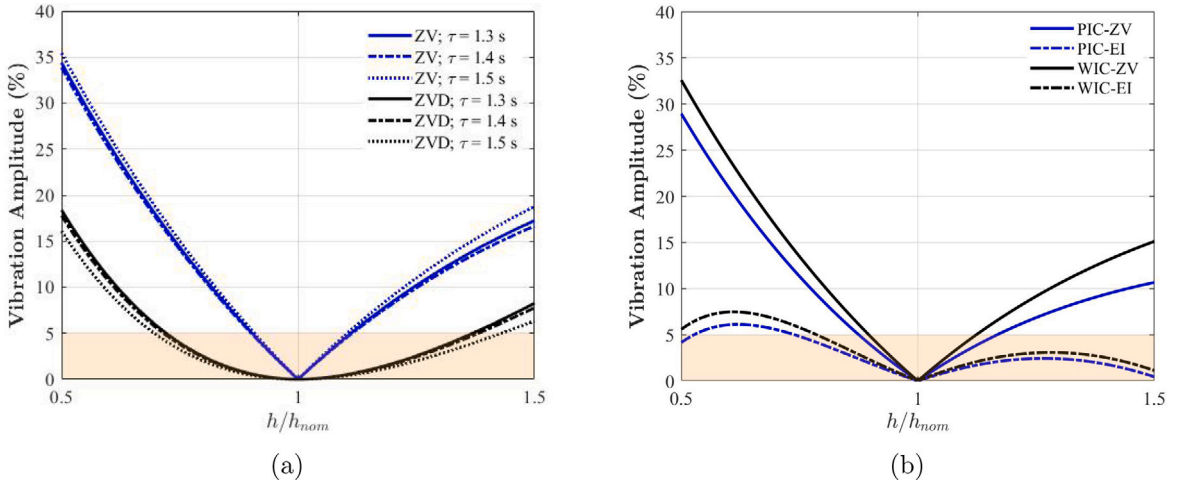 40
35
30
25
20
15
10
5
0
Vibration Amplitude (%)
ZV; τ = 1.3 s
ZV; τ = 1.4 s
ZV; τ = 1.5 s
ZVD; τ = 1.3 s
ZVD; τ = 1.4 s
ZVD; τ = 1.5 s
0.5 1 1.5
h/h_nom
(a)
40
35
30
25
20
15
10
5
0
Vibration Amplitude (%)
PIC-ZV
PIC-EI
WIC-ZV
WIC-EI
0.5 1 1.5
h/h_nom
(b)